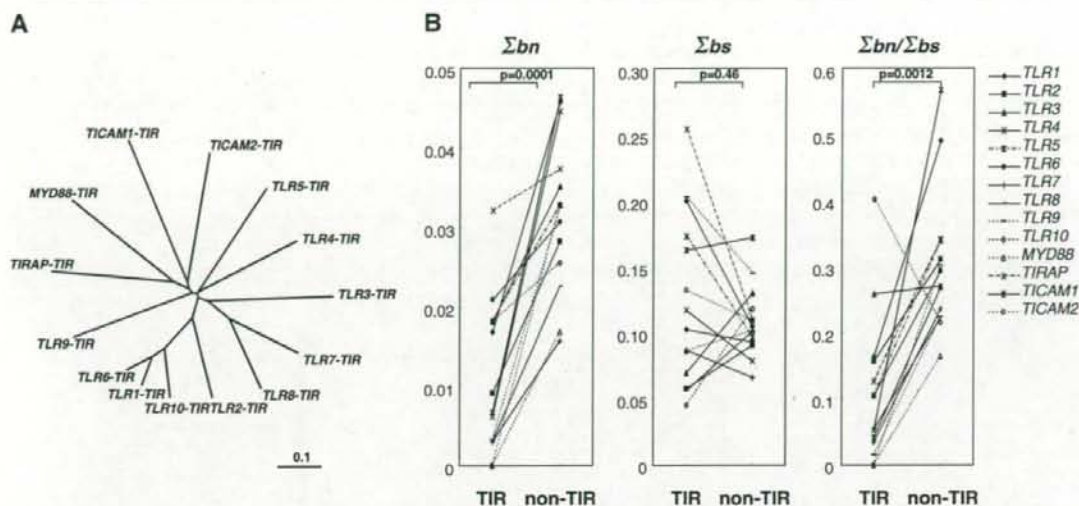 A
TICAM1-TIR
TICAM2-TIR
MYD88-TIR
TLR5-TIR
TLR4-TIR
TIRAP-TIR
TLR3-TIR
TLR9-TIR
TLR7-TIR
TLR6-TIR
TLR1-TIR
TLR8-TIR
TLR10-TIR
TLR2-TIR
0.1
B
Σbn
p=0.0001
0.05
0.04
0.03
0.02
0.01
0
TIR non-TIR
Σbs
p=0.46
0.30
0.25
0.20
0.15
0.10
0.05
0
TIR non-TIR
Σbn/Σbs
p=0.0012
0.6
0.5
0.4
0.3
0.2
0.1
0
TIR non-TIR
TLR1
TLR2
TLR3
TLR4
TLR5
TLR6
TLR7
TLR8
TLR9
TLR10
MYD88
TIRAP
TICAM1
TICAM2